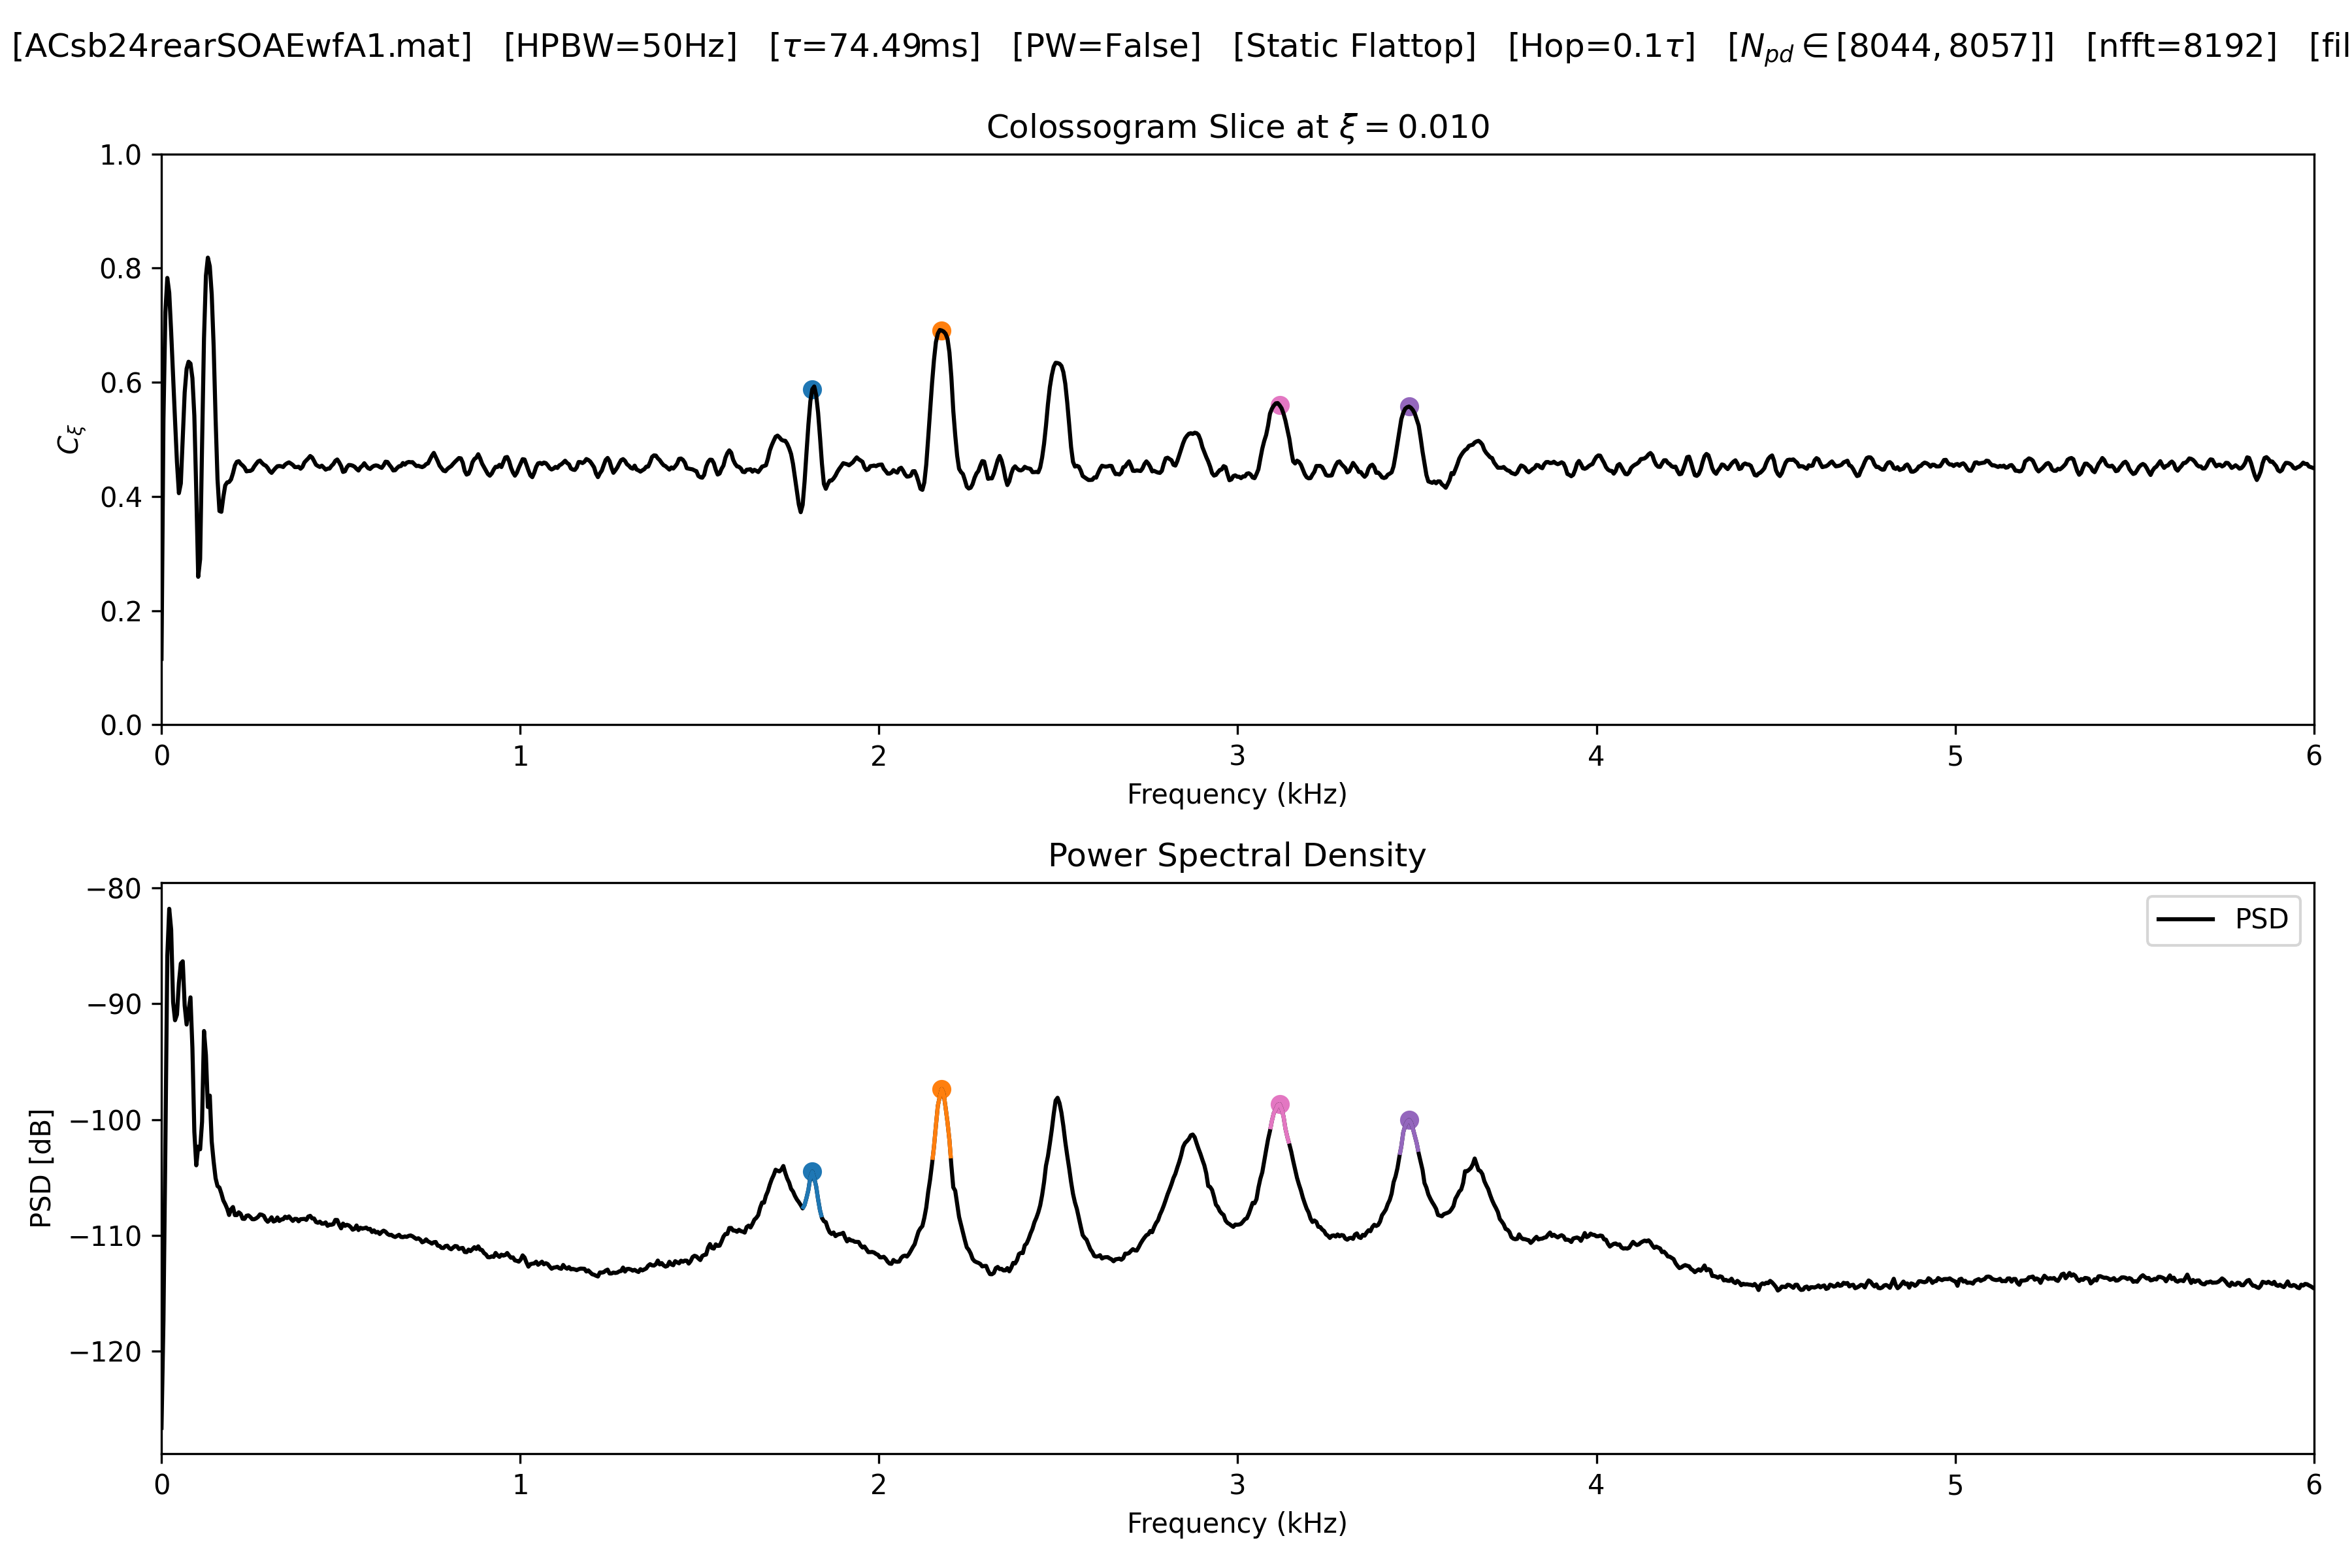 [ACsb24rearSOAEwfA1.mat] [HPBW=50Hz] [τ=74.49ms] [PW=False] [Static Flattop] [Hop=0.1τ] [N_pd ∈ [8044, 8057]] [nfft=8192] [fil
Colossogram Slice at ξ = 0.010
1.0
0.8
0.6
0.4
0.2
0.0
C_ξ
0 1 2 3 4 5 6
Frequency (kHz)
Power Spectral Density
−80
−90
−100
−110
−120
PSD [dB]
PSD
0 1 2 3 4 5 6
Frequency (kHz)